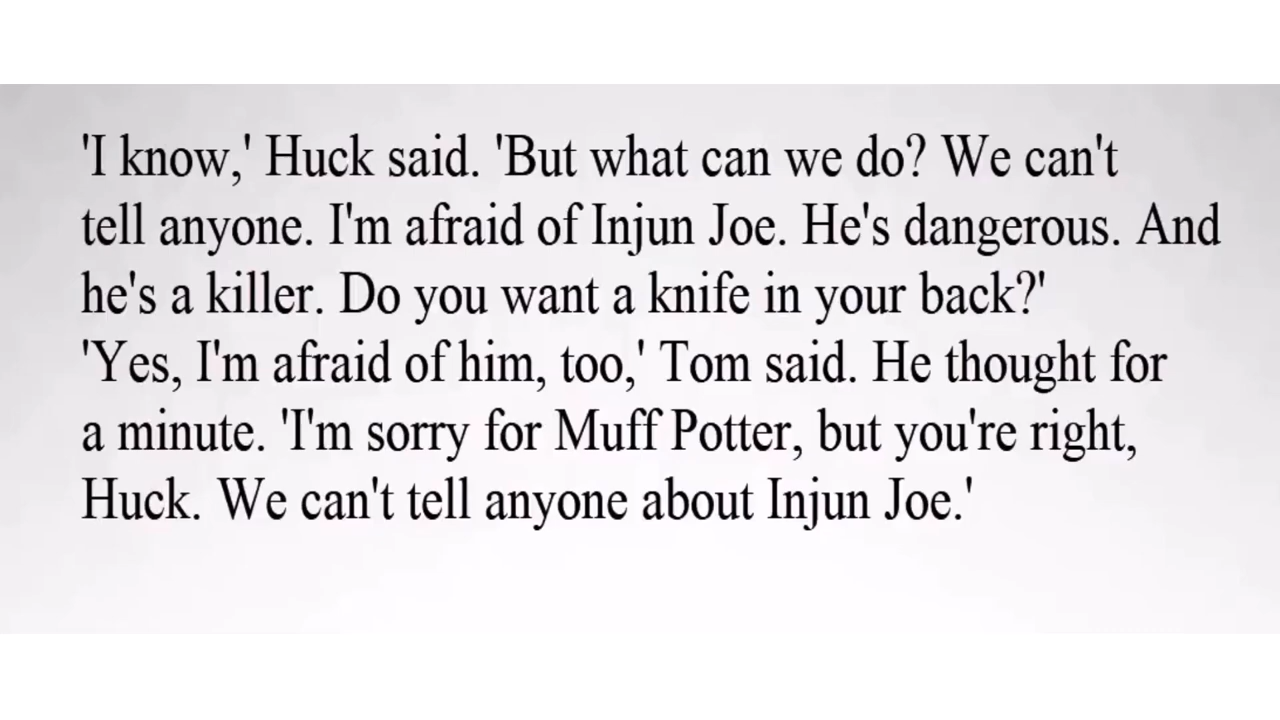 'I know,' Huck said. 'But what can we do? We can't
tell anyone. I'm afraid of Injun Joe. He's dangerous. And
he's a killer. Do you want a knife in your back?'
'Yes, I'm afraid of him, too,' Tom said. He thought for
a minute. 'I'm sorry for Muff Potter, but you're right,
Huck. We can't tell anyone about Injun Joe.'